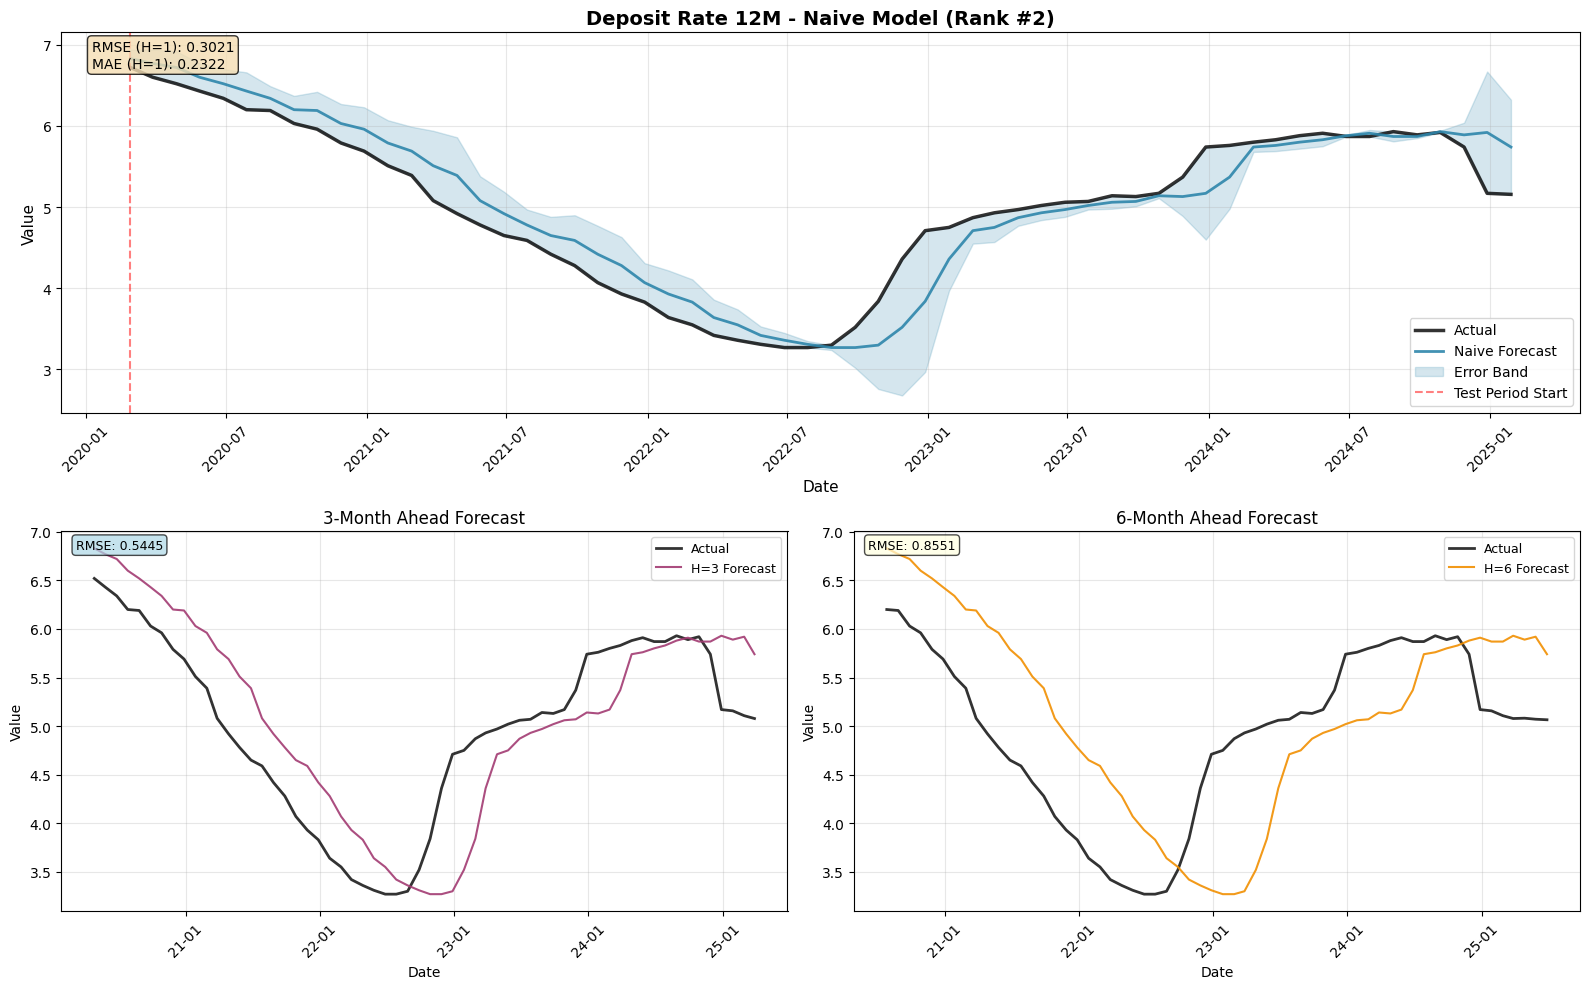 Deposit Rate 12M - Naive Model (Rank #2)
RMSE (H=1): 0.3021
MAE (H=1): 0.2322
7
6
5
4
3
Value
Actual
Naive Forecast
Error Band
Test Period Start
2020-01
2020-07
2021-01
2021-07
2022-01
2022-07
2023-01
2023-07
2024-01
2024-07
2025-01
Date
3-Month Ahead Forecast
RMSE: 0.5445
Actual
H=3 Forecast
7.0
6.5
6.0
5.5
5.0
4.5
4.0
3.5
Value
21-01
22-01
23-01
24-01
25-01
Date
6-Month Ahead Forecast
RMSE: 0.8551
Actual
H=6 Forecast
7.0
6.5
6.0
5.5
5.0
4.5
4.0
3.5
Value
21-01
22-01
23-01
24-01
25-01
Date